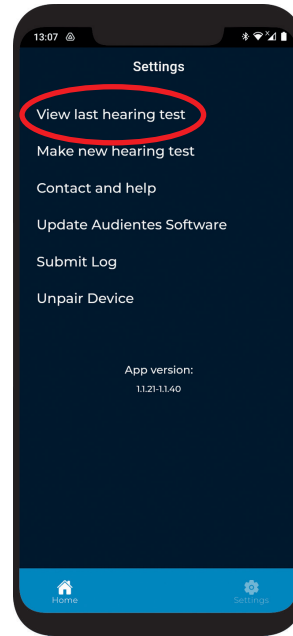 13:07
Settings
View last hearing test
Make new hearing test
Contact and help
Update Audientes Software
Submit Log
Unpair Device
App version:
1.1.21-1.1.40
Home
Settings